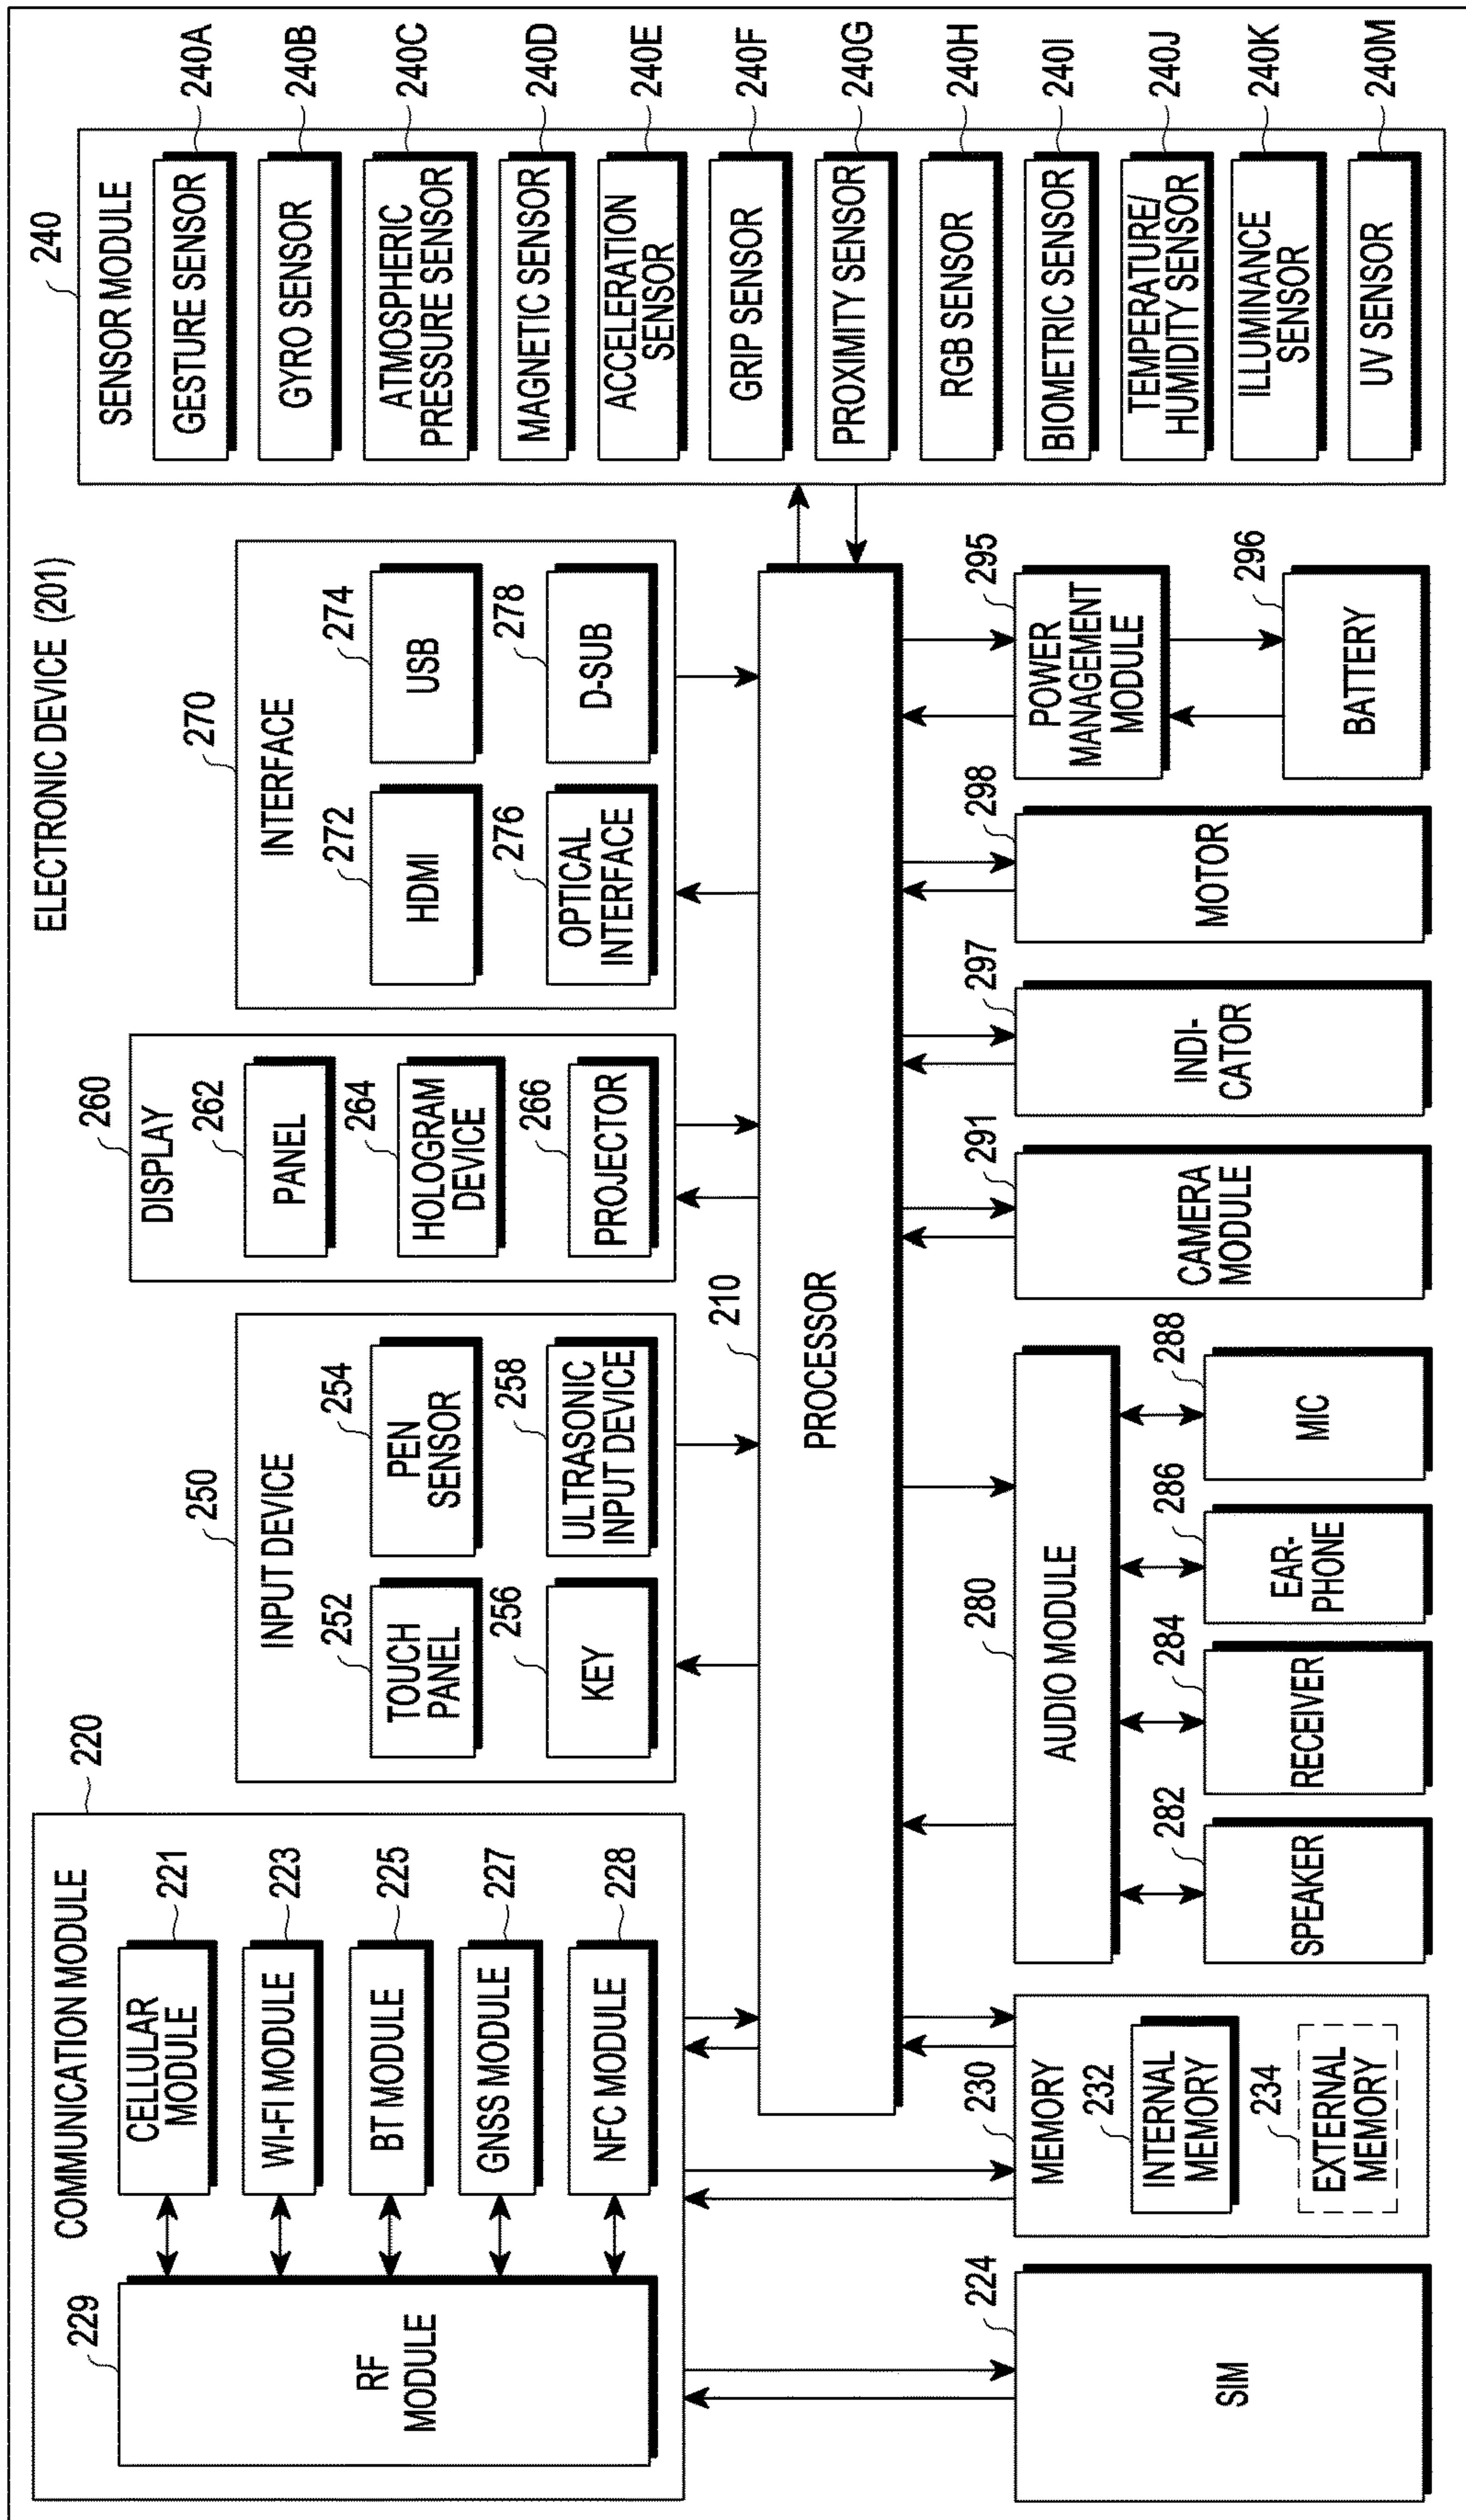 ELECTRONIC DEVICE (201)
220
COMMUNICATION MODULE
229
RF
MODULE
CELLULAR
MODULE
221
WI-FI MODULE
223
BT MODULE
225
GNSS MODULE
227
NFC MODULE
228
250
INPUT DEVICE
252
TOUCH
PANEL
254
PEN
SENSOR
256
KEY
258
ULTRASONIC
INPUT DEVICE
260
DISPLAY
262
PANEL
264
HOLOGRAM
DEVICE
266
PROJECTOR
270
INTERFACE
272
HDMI
274
USB
276
OPTICAL
INTERFACE
278
D-SUB
240
SENSOR MODULE
GESTURE SENSOR
240A
GYRO SENSOR
240B
ATMOSPHERIC
PRESSURE SENSOR
240C
MAGNETIC SENSOR
240D
ACCELERATION
SENSOR
240E
GRIP SENSOR
240F
PROXIMITY SENSOR
240G
RGB SENSOR
240H
BIOMETRIC SENSOR
240I
TEMPERATURE/
HUMIDITY SENSOR
240J
ILLUMINANCE
SENSOR
240K
UV SENSOR
240M
210
PROCESSOR
224
SIM
230
MEMORY
232
INTERNAL
MEMORY
234
EXTERNAL
MEMORY
280
AUDIO MODULE
282
SPEAKER
284
RECEIVER
286
EAR-
PHONE
288
MIC
291
CAMERA
MODULE
297
INDI-
CATOR
298
MOTOR
295
POWER
MANAGEMENT
MODULE
296
BATTERY